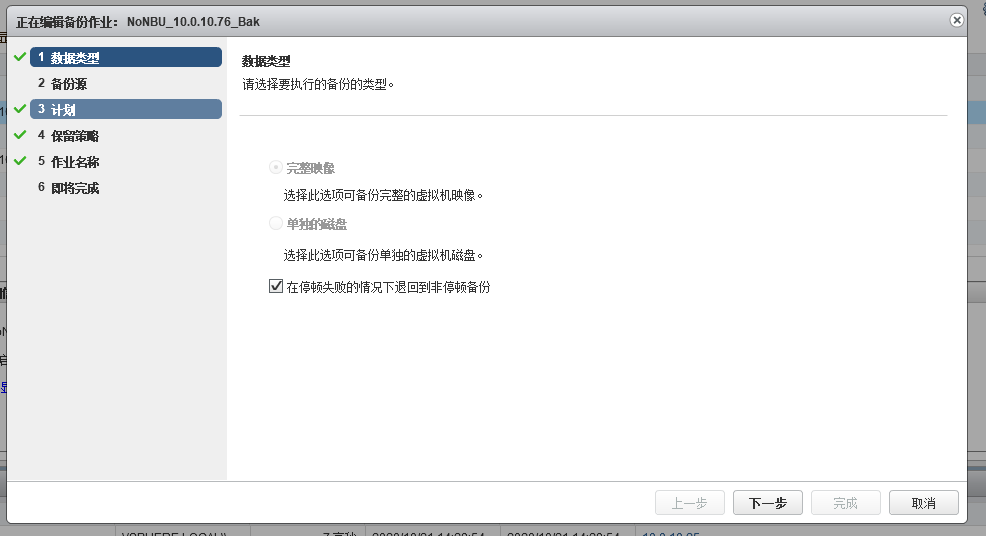 正在编辑备份作业： NoNBU_10.0.10.76_Bak
1 数据类型
2 备份源
3 计划
4 保留策略
5 作业名称
6 即将完成
数据类型
请选择要执行的备份的类型。
完整映像
选择此选项可备份完整的虚拟机映像。
单独的磁盘
选择此选项可备份单独的虚拟机磁盘。
在停顿失败的情况下退回到非停顿备份
上一步 下一步 完成 取消